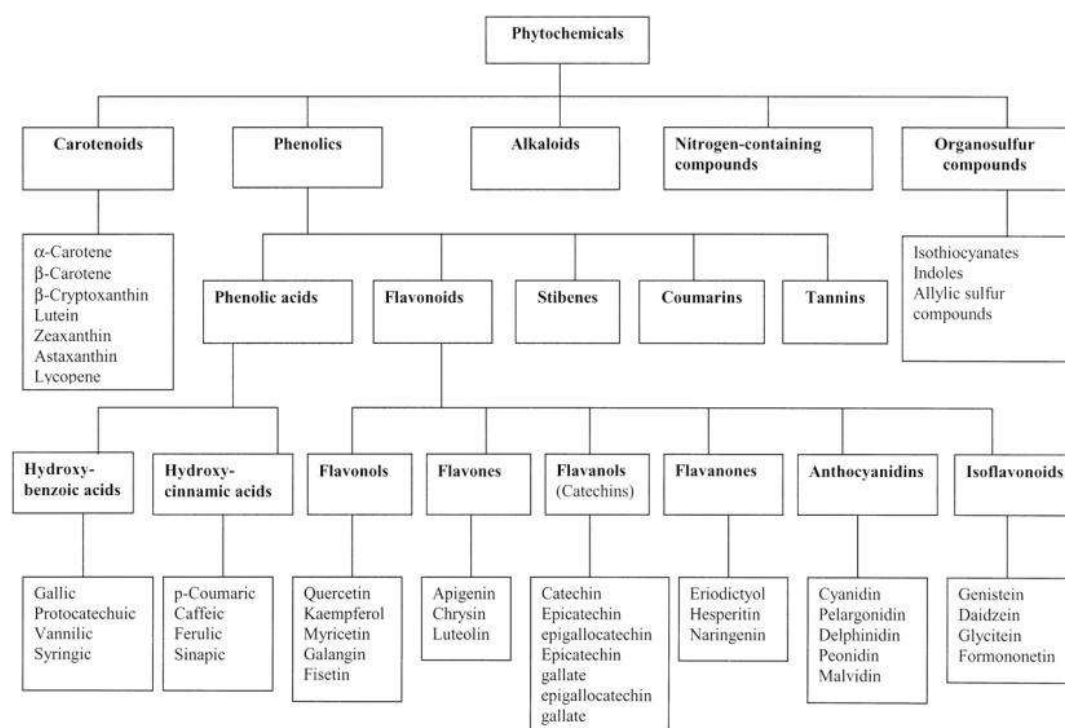 Phytochemicals
Carotenoids
Phenolics
Alkaloids
Nitrogen-containing
compounds
Organosulfur
compounds
α-Carotene
β-Carotene
β-Cryptoxanthin
Lutein
Zeaxanthin
Astaxanthin
Lycopene
Phenolic acids
Flavonoids
Stibenes
Coumarins
Tannins
Isothiocyanates
Indoles
Allylic sulfur
compounds
Hydroxy-
benzoic acids
Hydroxy-
cinnamic acids
Flavonols
Flavones
Flavanols
(Catechins)
Flavanones
Anthocyanidins
Isoflavonoids
Gallic
Protocatechuic
Vannilic
Syringic
p-Coumaric
Caffeic
Ferulic
Sinapic
Quercetin
Kaempferol
Myricetin
Galangin
Fisetin
Apigenin
Chrysin
Luteolin
Catechin
Epicatechin
epigallocatechin
Epicatechin
gallate
epigallocatechin
gallate
Eriodictyol
Hesperitin
Naringenin
Cyanidin
Pelargonidin
Delphinidin
Peonidin
Malvidin
Genistein
Daidzein
Glycitein
Formononetin